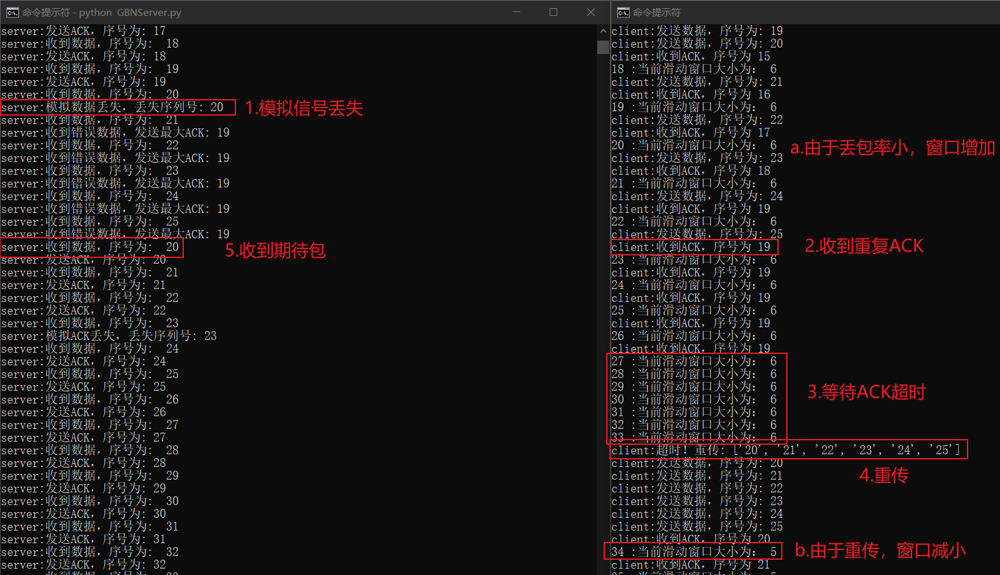 命令提示符 - python  GBNServer.py
server:发送ACK，序号为: 17
server:收到数据，序号为:  18
server:发送ACK，序号为: 18
server:收到数据，序号为:  19
server:发送ACK，序号为: 19
server:收到数据，序号为:  20
server:模拟数据丢失，丢失序列号: 20
1.模拟信号丢失
server:收到数据，序号为:  21
server:收到错误数据，发送最大ACK: 19
server:收到数据，序号为:  22
server:收到错误数据，发送最大ACK: 19
server:收到数据，序号为:  23
server:收到错误数据，发送最大ACK: 19
server:收到数据，序号为:  24
server:收到错误数据，发送最大ACK: 19
server:收到数据，序号为:  25
server:收到错误数据，发送最大ACK: 19
server:收到数据，序号为:  20
5.收到期待包
server:发送ACK，序号为: 20
server:收到数据，序号为:  21
server:发送ACK，序号为: 21
server:收到数据，序号为:  22
server:发送ACK，序号为: 22
server:收到数据，序号为:  23
server:模拟ACK丢失，丢失序列号: 23
server:收到数据，序号为:  24
server:发送ACK，序号为: 24
server:收到数据，序号为:  25
server:发送ACK，序号为: 25
server:收到数据，序号为:  26
server:发送ACK，序号为: 26
server:收到数据，序号为:  27
server:发送ACK，序号为: 27
server:收到数据，序号为:  28
server:发送ACK，序号为: 28
server:收到数据，序号为:  29
server:发送ACK，序号为: 29
server:收到数据，序号为:  30
server:发送ACK，序号为: 30
server:收到数据，序号为:  31
server:发送ACK，序号为: 31
server:收到数据，序号为:  32
server:发送ACK，序号为: 32
server:收到数据，序号为:  33
命令提示符
client:发送数据，序号为: 19
client:发送数据，序号为: 20
client:收到ACK，序号为 15
18 :当前滑动窗口大小为:  6
client:发送数据，序号为: 21
client:收到ACK，序号为 16
19 :当前滑动窗口大小为:  6
client:发送数据，序号为: 22
client:收到ACK，序号为 17
20 :当前滑动窗口大小为:  6
a.由于丢包率小，窗口增加
client:发送数据，序号为: 23
client:收到ACK，序号为 18
21 :当前滑动窗口大小为:  6
client:发送数据，序号为: 24
client:收到ACK，序号为 19
22 :当前滑动窗口大小为:  6
client:发送数据，序号为: 25
client:收到ACK，序号为 19
2.收到重复ACK
23 :当前滑动窗口大小为:  6
client:收到ACK，序号为 19
24 :当前滑动窗口大小为:  6
client:收到ACK，序号为 19
25 :当前滑动窗口大小为:  6
client:收到ACK，序号为 19
26 :当前滑动窗口大小为:  6
client:收到ACK，序号为 19
27 :当前滑动窗口大小为:  6
28 :当前滑动窗口大小为:  6
29 :当前滑动窗口大小为:  6
30 :当前滑动窗口大小为:  6
3.等待ACK超时
31 :当前滑动窗口大小为:  6
32 :当前滑动窗口大小为:  6
33 :当前滑动窗口大小为:  6
client:超时! 重传: ['20', '21', '22', '23', '24', '25']
client:发送数据，序号为: 20
client:发送数据，序号为: 21
4.重传
client:发送数据，序号为: 22
client:发送数据，序号为: 23
client:发送数据，序号为: 24
client:发送数据，序号为: 25
client:收到ACK，序号为 20
34 :当前滑动窗口大小为:  5
b.由于重传，窗口减小
client:收到ACK，序号为 21
35 :当前滑动窗口大小为:  5